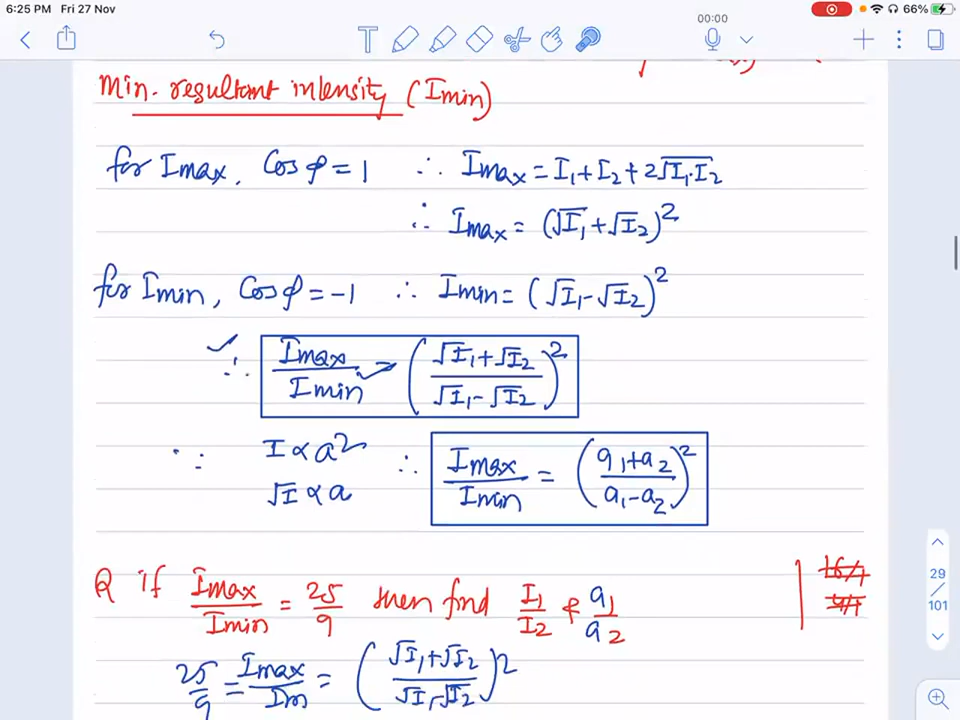 6:25 PM Fri 27 Nov 66%
00:00
Min. resultant intensity (Imin)
for Imax, Cosφ = 1 ∴ Imax = I₁ + I₂ + 2√I₁.I₂
∴ Imax = (√I₁ + √I₂)²
for Imin, Cosφ = -1 ∴ Imin = (√I₁ - √I₂)²
∴ Imax/Imin = ((√I₁+√I₂)/(√I₁-√I₂))²
∵ I ∝ a² ∴ Imax/Imin = ((a₁+a₂)/(a₁-a₂))²
√I ∝ a
Q if Imax/Imin = 25/9 then find I₁/I₂ & a₁/a₂
25/9 = Imax/Im = ((√I₁+√I₂)/(√I₁-√I₂))²
29
/
101